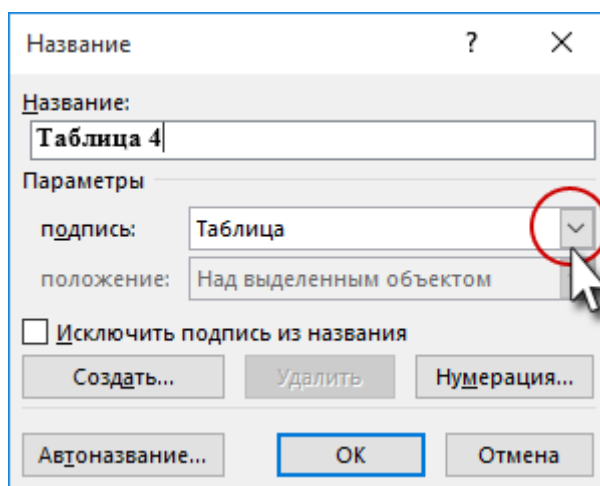 Название ?
Название:
Таблица 4
Параметры
подпись: Таблица
положение: Над выделенным объектом
Исключить подпись из названия
Создать... Удалить Нумерация...
Автоназвание... ОК Отмена